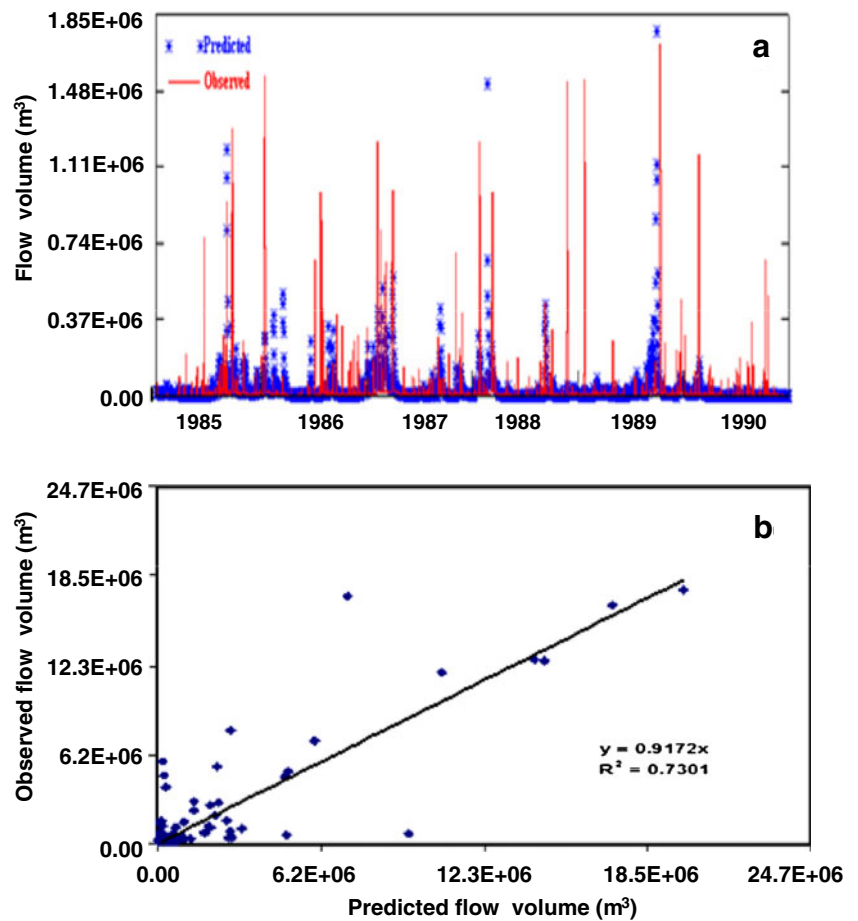 1.85E+06
a
Predicted
Observed
1.48E+06
1.11E+06
0.74E+06
0.37E+06
0.00
Flow volume (m³)
1985 1986 1987 1988 1989 1990
24.7E+06
b
18.5E+06
12.3E+06
6.2E+06
0.00
Observed flow volume (m³)
y = 0.9172x
R² = 0.7301
0.00 6.2E+06 12.3E+06 18.5E+06 24.7E+06
Predicted flow volume (m³)